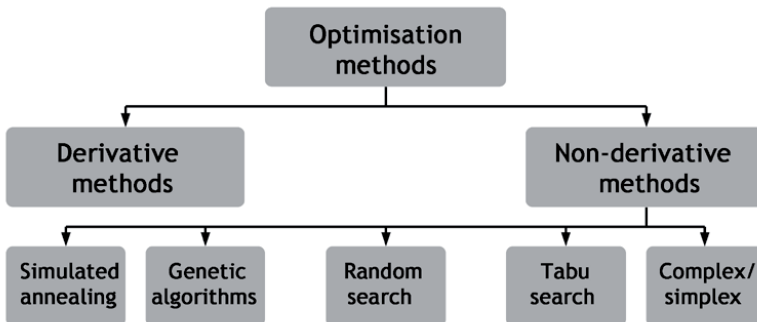 Optimisation
methods
Derivative
methods
Non-derivative
methods
Simulated
annealing
Genetic
algorithms
Random
search
Tabu
search
Complex/
simplex